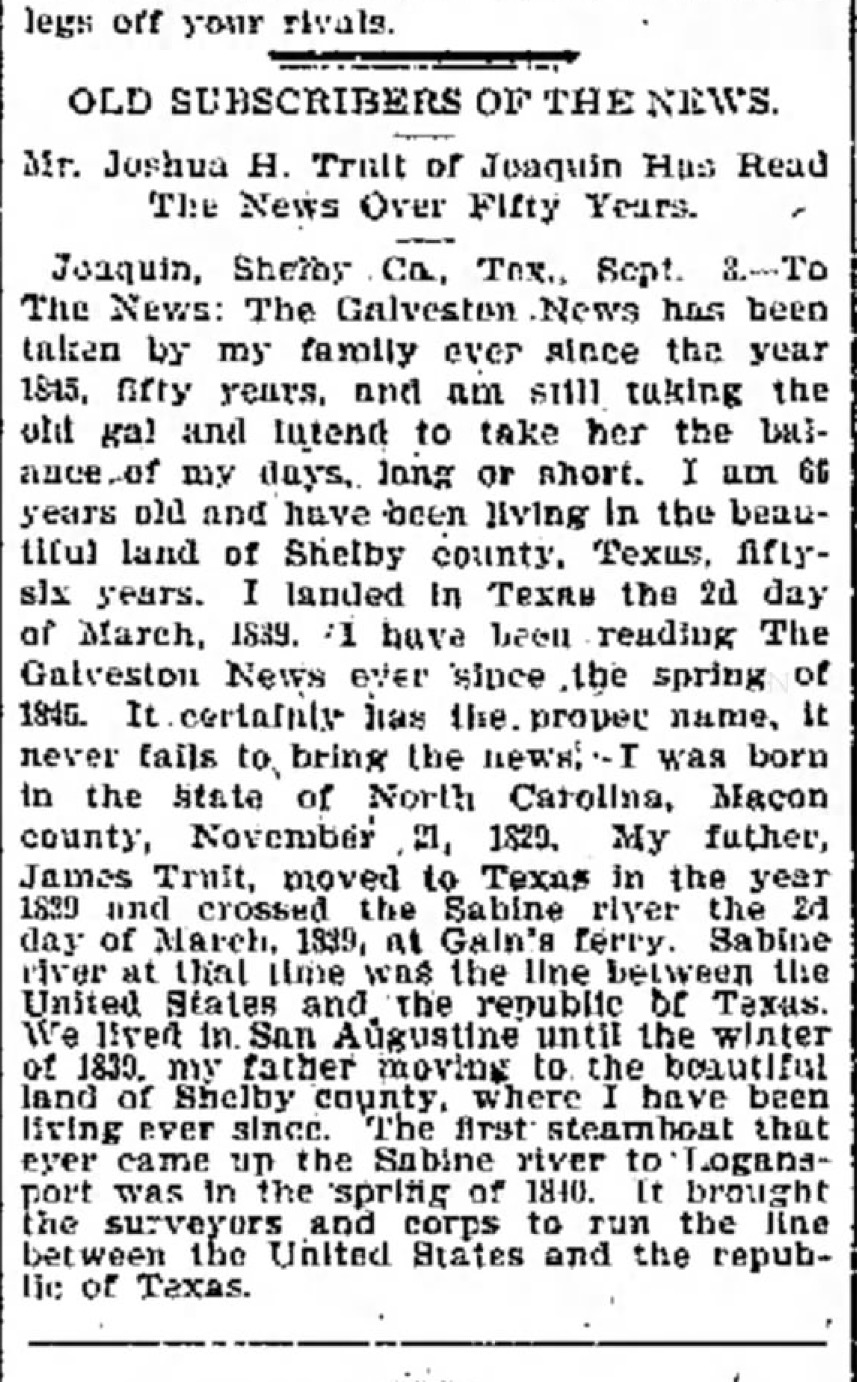 legs off your rivals.
OLD SUBSCRIBERS OF THE NEWS.
Mr. Joshua H. Truit of Joaquin Has Read
The News Over Fifty Years.
Joaquin, Shelby Co., Tex., Sept. 3.—To
The News: The Galveston News has been
taken by my family ever since the year
1845, fifty years, and am still taking the
old gal and intend to take her the bal-
ance of my days, long or short. I am 66
years old and have been living in the beau-
tiful land of Shelby county, Texas, fifty-
six years. I landed in Texas the 2d day
of March, 1839. I have been reading The
Galveston News ever since the spring of
1845. It certainly has the proper name, it
never fails to bring the news. I was born
in the State of North Carolina, Macon
county, November 21, 1829. My father,
James Truit, moved to Texas in the year
1839 and crossed the Sabine river the 2d
day of March, 1839, at Gain's ferry. Sabine
river at that time was the line between the
United States and the republic of Texas.
We lived in San Augustine until the winter
of 1839, my father moving to the beautiful
land of Shelby county, where I have been
living ever since. The first steamboat that
ever came up the Sabine river to Logans-
port was in the spring of 1840. It brought
the surveyors and corps to run the line
between the United States and the repub-
lic of Texas.